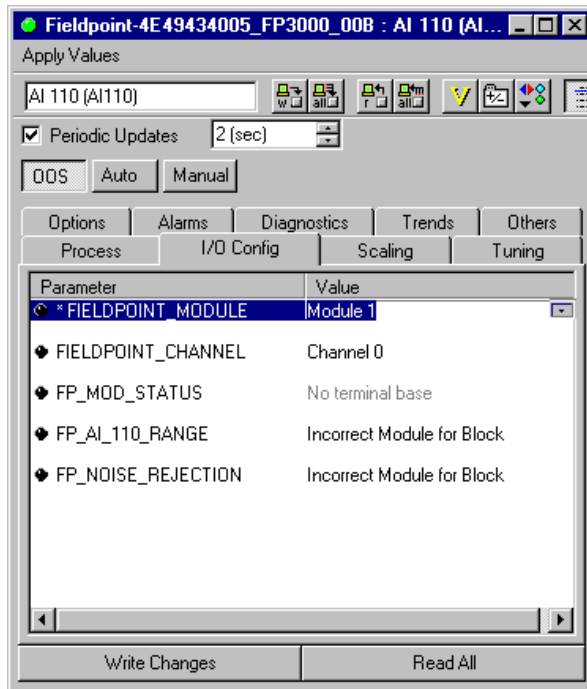 Fieldpoint-4E49434005_FP3000_00B : AI 110 (AI...
Apply Values
AI 110 (AI110)
w all r all
Periodic Updates 2 (sec)
OOS Auto Manual
Options Alarms Diagnostics Trends Others
Process I/O Config Scaling Tuning
Parameter Value
* FIELDPOINT_MODULE Module 1
FIELDPOINT_CHANNEL Channel 0
FP_MOD_STATUS No terminal base
FP_AI_110_RANGE Incorrect Module for Block
FP_NOISE_REJECTION Incorrect Module for Block
Write Changes Read All